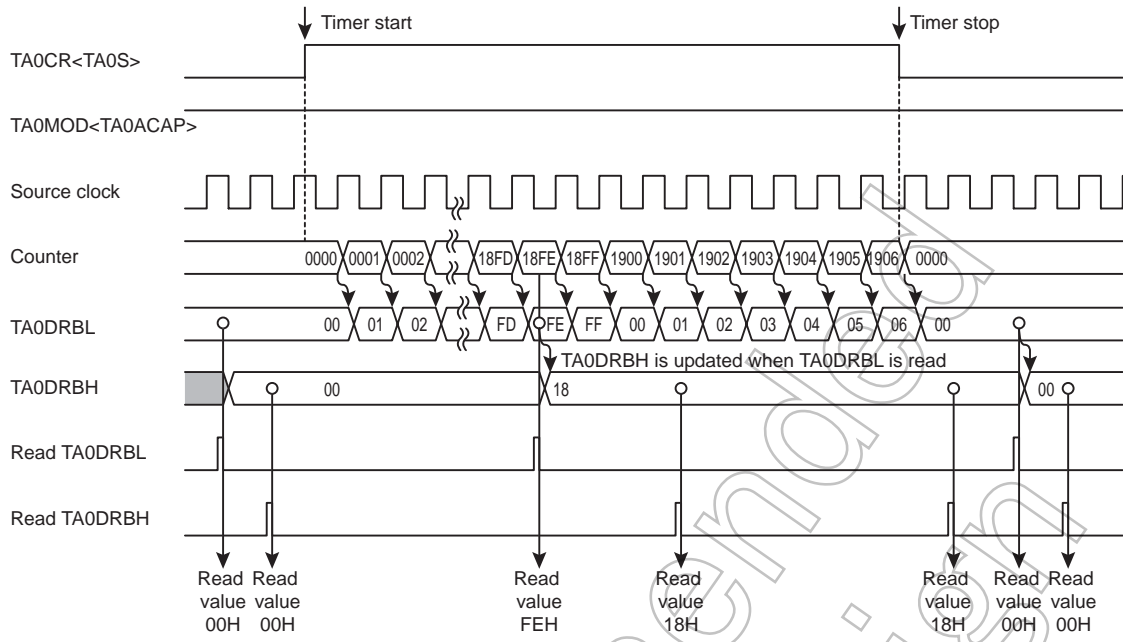 Timer start
Timer stop
TA0CR<TA0S>
TA0MOD<TA0ACAP>
Source clock
Counter
0000 0001 0002 18FD 18FE 18FF 1900 1901 1902 1903 1904 1905 1906 0000
TA0DRBL
00 01 02 FD FE FF 00 01 02 03 04 05 06 00
TA0DRBH is updated when TA0DRBL is read
TA0DRBH
00 18 00
Read TA0DRBL
Read TA0DRBH
Read Read Read Read Read Read Read
value value value value value value value
00H 00H FEH 18H 18H 00H 00H